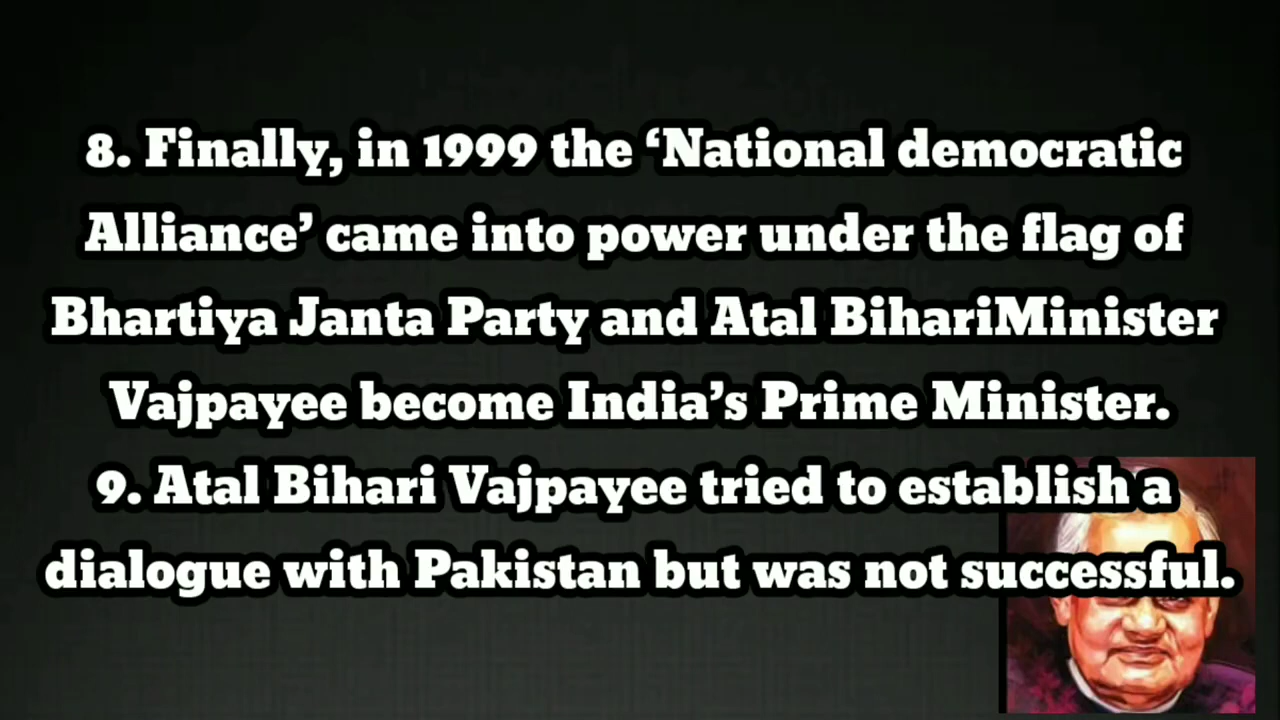 8. Finally, in 1999 the ‘National democratic
Alliance’ came into power under the flag of
Bhartiya Janta Party and Atal BihariMinister
Vajpayee become India’s Prime Minister.
9. Atal Bihari Vajpayee tried to establish a
dialogue with Pakistan but was not successful.